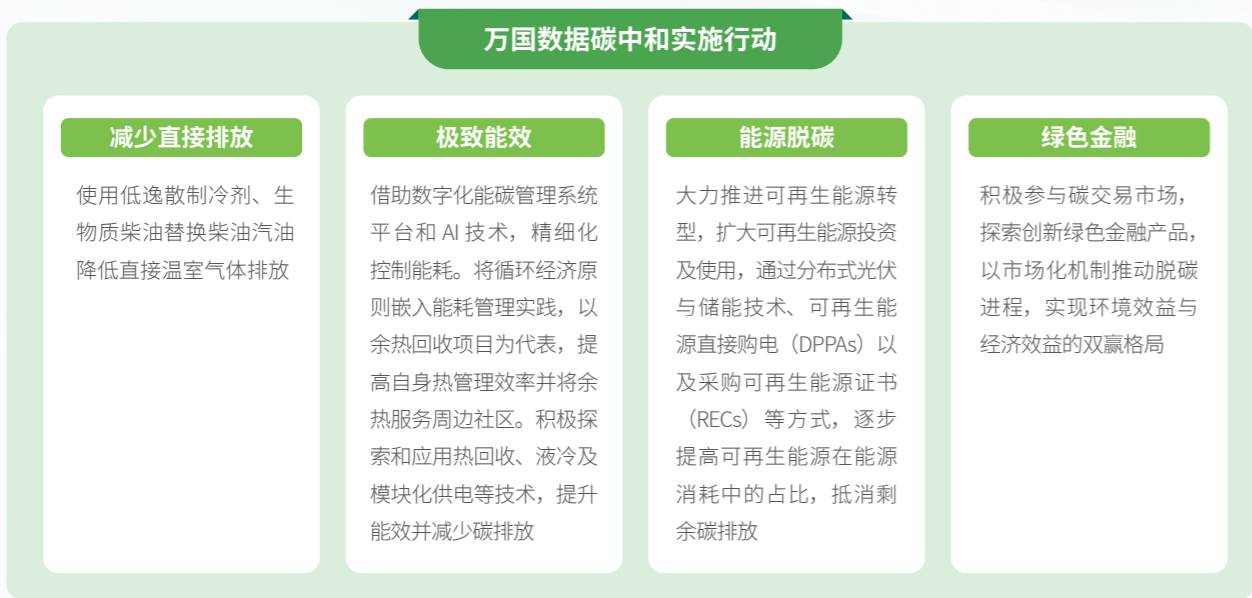 万国数据碳中和实施行动
减少直接排放
使用低逸散制冷剂、生
物质柴油替换柴油汽油
降低直接温室气体排放
极致能效
借助数字化能碳管理系统
平台和 AI 技术，精细化
控制能耗。将循环经济原
则嵌入能耗管理实践，以
余热回收项目为代表，提
高自身热管理效率并将余
热服务周边社区。积极探
索和应用热回收、液冷及
模块化供电等技术，提升
能效并减少碳排放
能源脱碳
大力推进可再生能源转
型，扩大可再生能源投资
及使用，通过分布式光伏
与储能技术、可再生能
源直接购电（DPPAs）以
及采购可再生能源证书
（RECs）等方式，逐步
提高可再生能源在能源
消耗中的占比，抵消剩
余碳排放
绿色金融
积极参与碳交易市场，
探索创新绿色金融产品，
以市场化机制推动脱碳
进程，实现环境效益与
经济效益的双赢格局